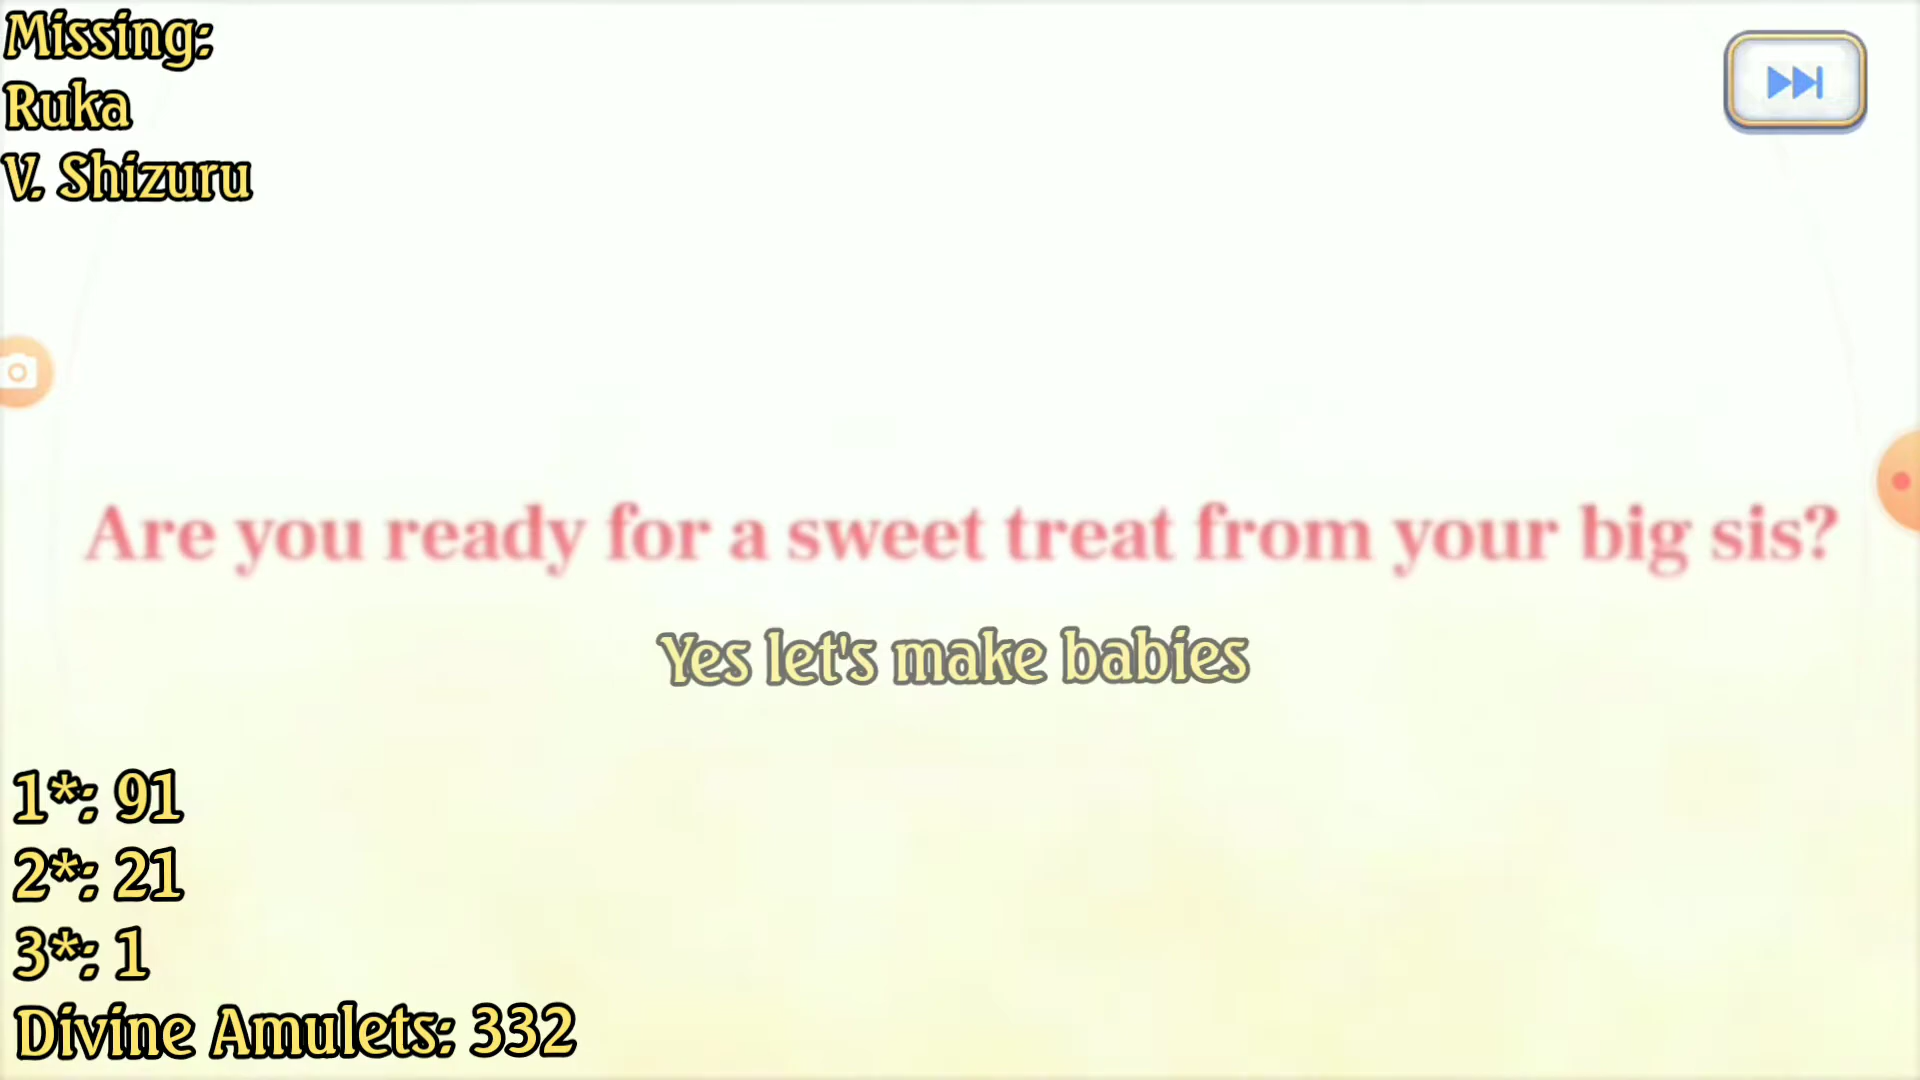 Missing:
Ruka
V. Shizuru
Are you ready for a sweet treat from your big sis?
Yes let's make babies
1*: 91
2*: 21
3*: 1
Divine Amulets: 332